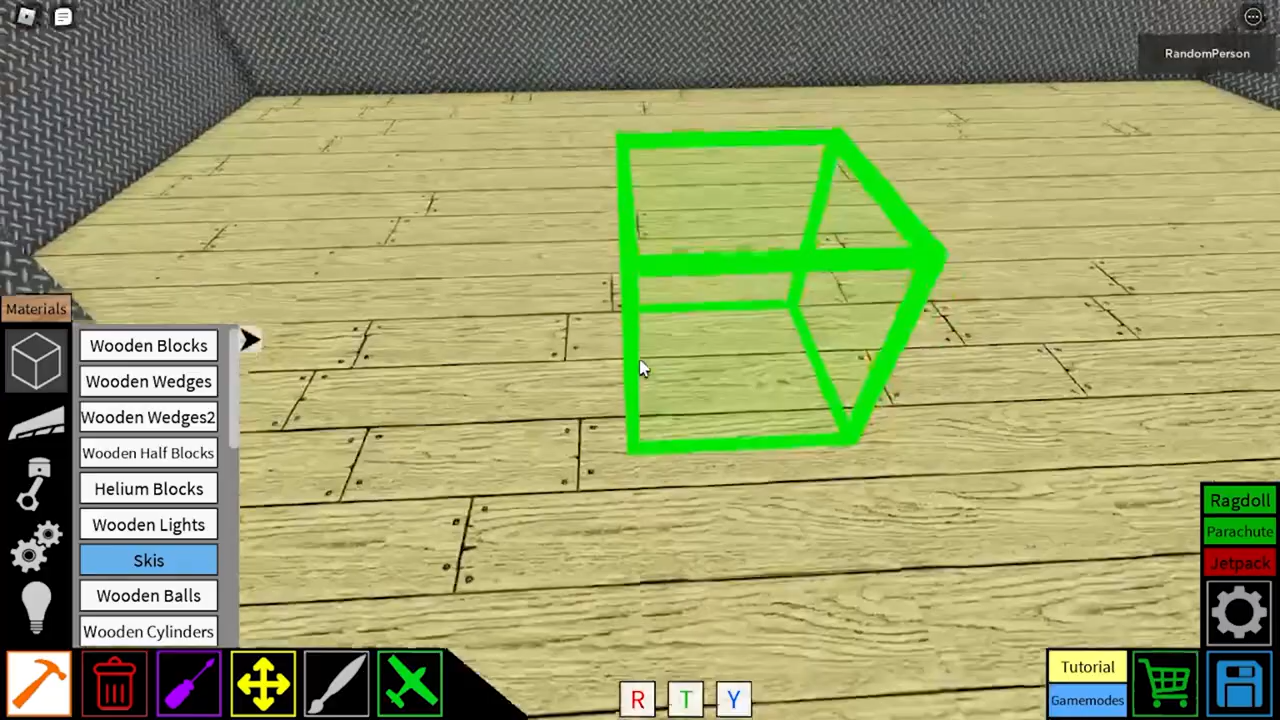 RandomPerson
Materials
Wooden Blocks
Wooden Wedges
Wooden Wedges2
Wooden Half Blocks
Helium Blocks
Wooden Lights
Skis
Wooden Balls
Wooden Cylinders
Ragdoll
Parachute
Jetpack
Tutorial
Gamemodes
R T Y